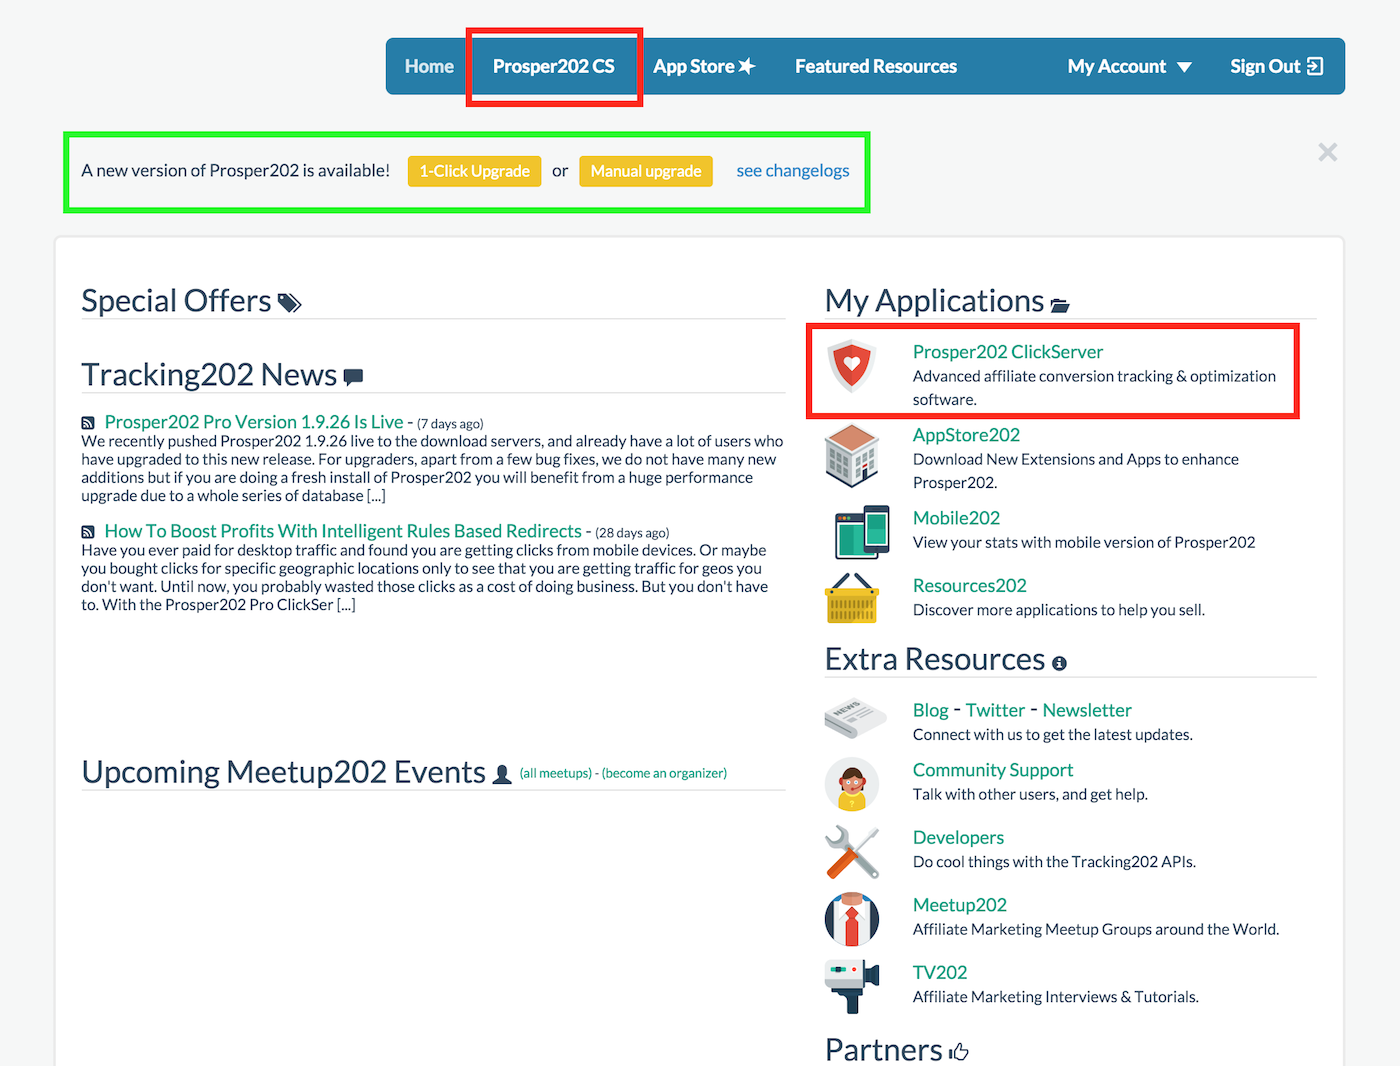 Home
Prosper202 CS
App Store
Featured Resources
My Account
Sign Out
A new version of Prosper202 is available! 1-Click Upgrade or Manual upgrade see changelogs
Special Offers
Tracking202 News
Prosper202 Pro Version 1.9.26 Is Live - (7 days ago)
We recently pushed Prosper202 1.9.26 live to the download servers, and already have a lot of users who
have upgraded to this new release. For upgraders, apart from a few bug fixes, we do not have many new
additions but if you are doing a fresh install of Prosper202 you will benefit from a huge performance
upgrade due to a whole series of database [...]
How To Boost Profits With Intelligent Rules Based Redirects - (28 days ago)
Have you ever paid for desktop traffic and found you are getting clicks from mobile devices. Or maybe
you bought clicks for specific geographic locations only to see that you are getting traffic for geos you
don't want. Until now, you probably wasted those clicks as a cost of doing business. But you don't have
to. With the Prosper202 Pro ClickSer [...]
Upcoming Meetup202 Events (all meetups) - (become an organizer)
My Applications
Prosper202 ClickServer
Advanced affiliate conversion tracking & optimization
software.
AppStore202
Download New Extensions and Apps to enhance
Prosper202.
Mobile202
View your stats with mobile version of Prosper202
Resources202
Discover more applications to help you sell.
Extra Resources
NEWS
Blog - Twitter - Newsletter
Connect with us to get the latest updates.
Community Support
Talk with other users, and get help.
?
Developers
Do cool things with the Tracking202 APIs.
Meetup202
Affiliate Marketing Meetup Groups around the World.
TV202
Affiliate Marketing Interviews & Tutorials.
Partners